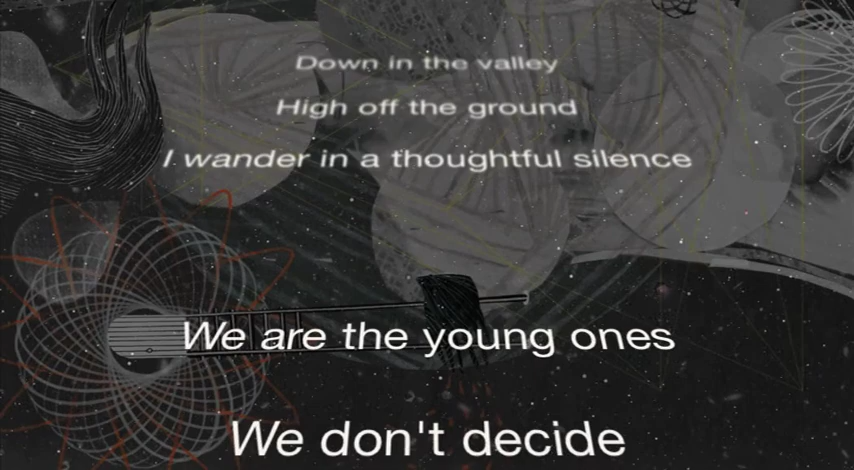 Down in the valley
High off the ground
I wander in a thoughtful silence
We are the young ones
We don't decide